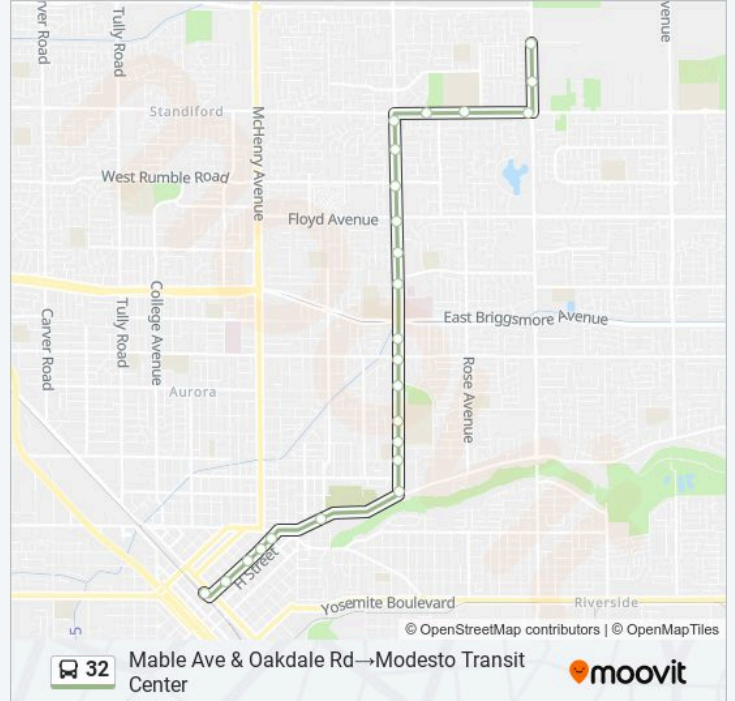 ver Road
Tully Road
venue
Standiford
McHenry Avenue
West Rumble Road
Floyd Avenue
College Avenue
Tully Road
Carver Road
East Briggsmore Avenue
Rose Avenue
Aurora
H Street
Yosemite Boulevard
Riverside
5
© OpenStreetMap contributors | © OpenMapTiles
32
Mable Ave & Oakdale Rd→Modesto Transit
Center
moovit